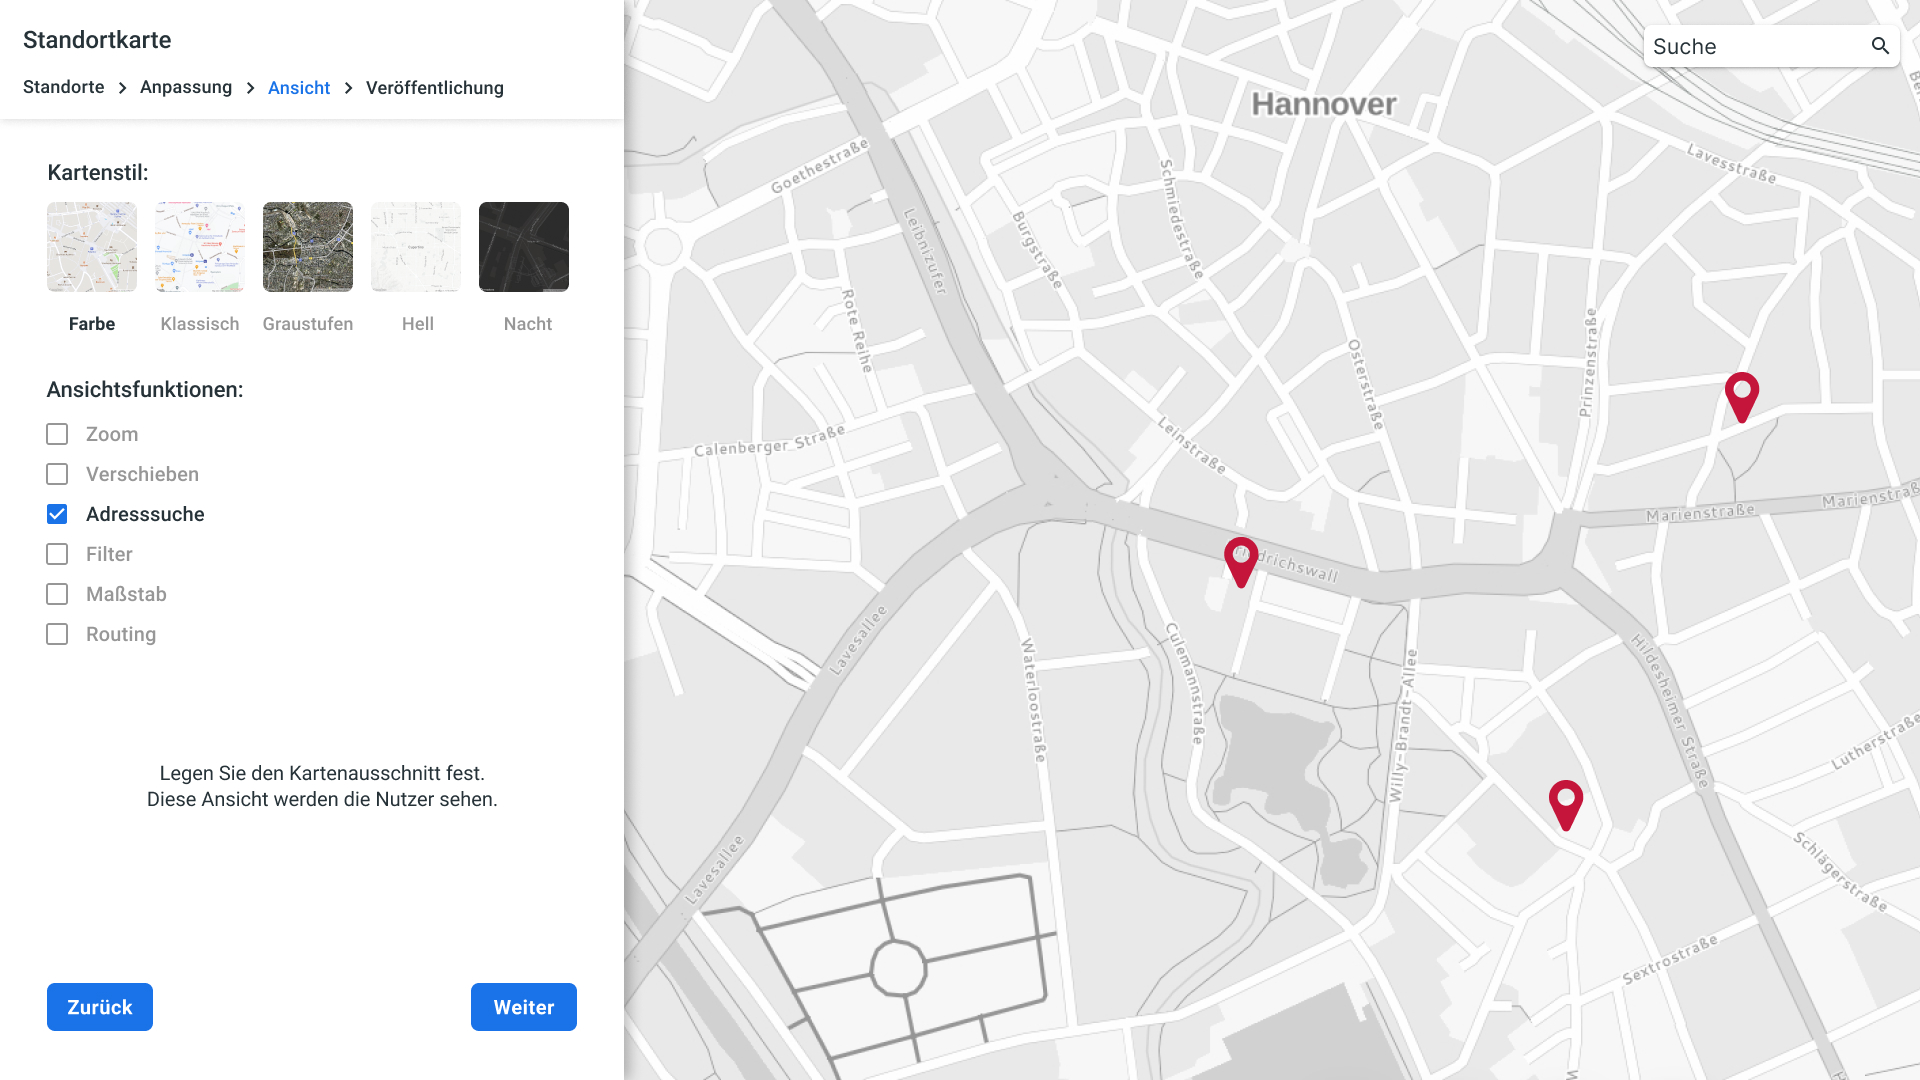 Standortkarte
Standorte > Anpassung > Ansicht > Veröffentlichung
Kartenstil:
Farbe
Klassisch
Graustufen
Hell
Nacht
Ansichtsfunktionen:
Zoom
Verschieben
Adresssuche
Filter
Maßstab
Routing
Legen Sie den Kartenausschnitt fest.
Diese Ansicht werden die Nutzer sehen.
Zurück
Weiter
Suche
Hannover
Goethestraße
Leibnizufer
Burgstraße
Schmiedestraße
Lavesstraße
Rote Reihe
Osterstraße
Prinzenstraße
Calenberger Straße
Leinstraße
Marienstraße
Marienstraß
drichswall
Lavesallee
Waterloostraße
Culemannstraße
Willy-Brandt-Allee
Hildesheimer Straße
Lutherstraße
Lavesallee
Schlägerstraße
Sextrostraße